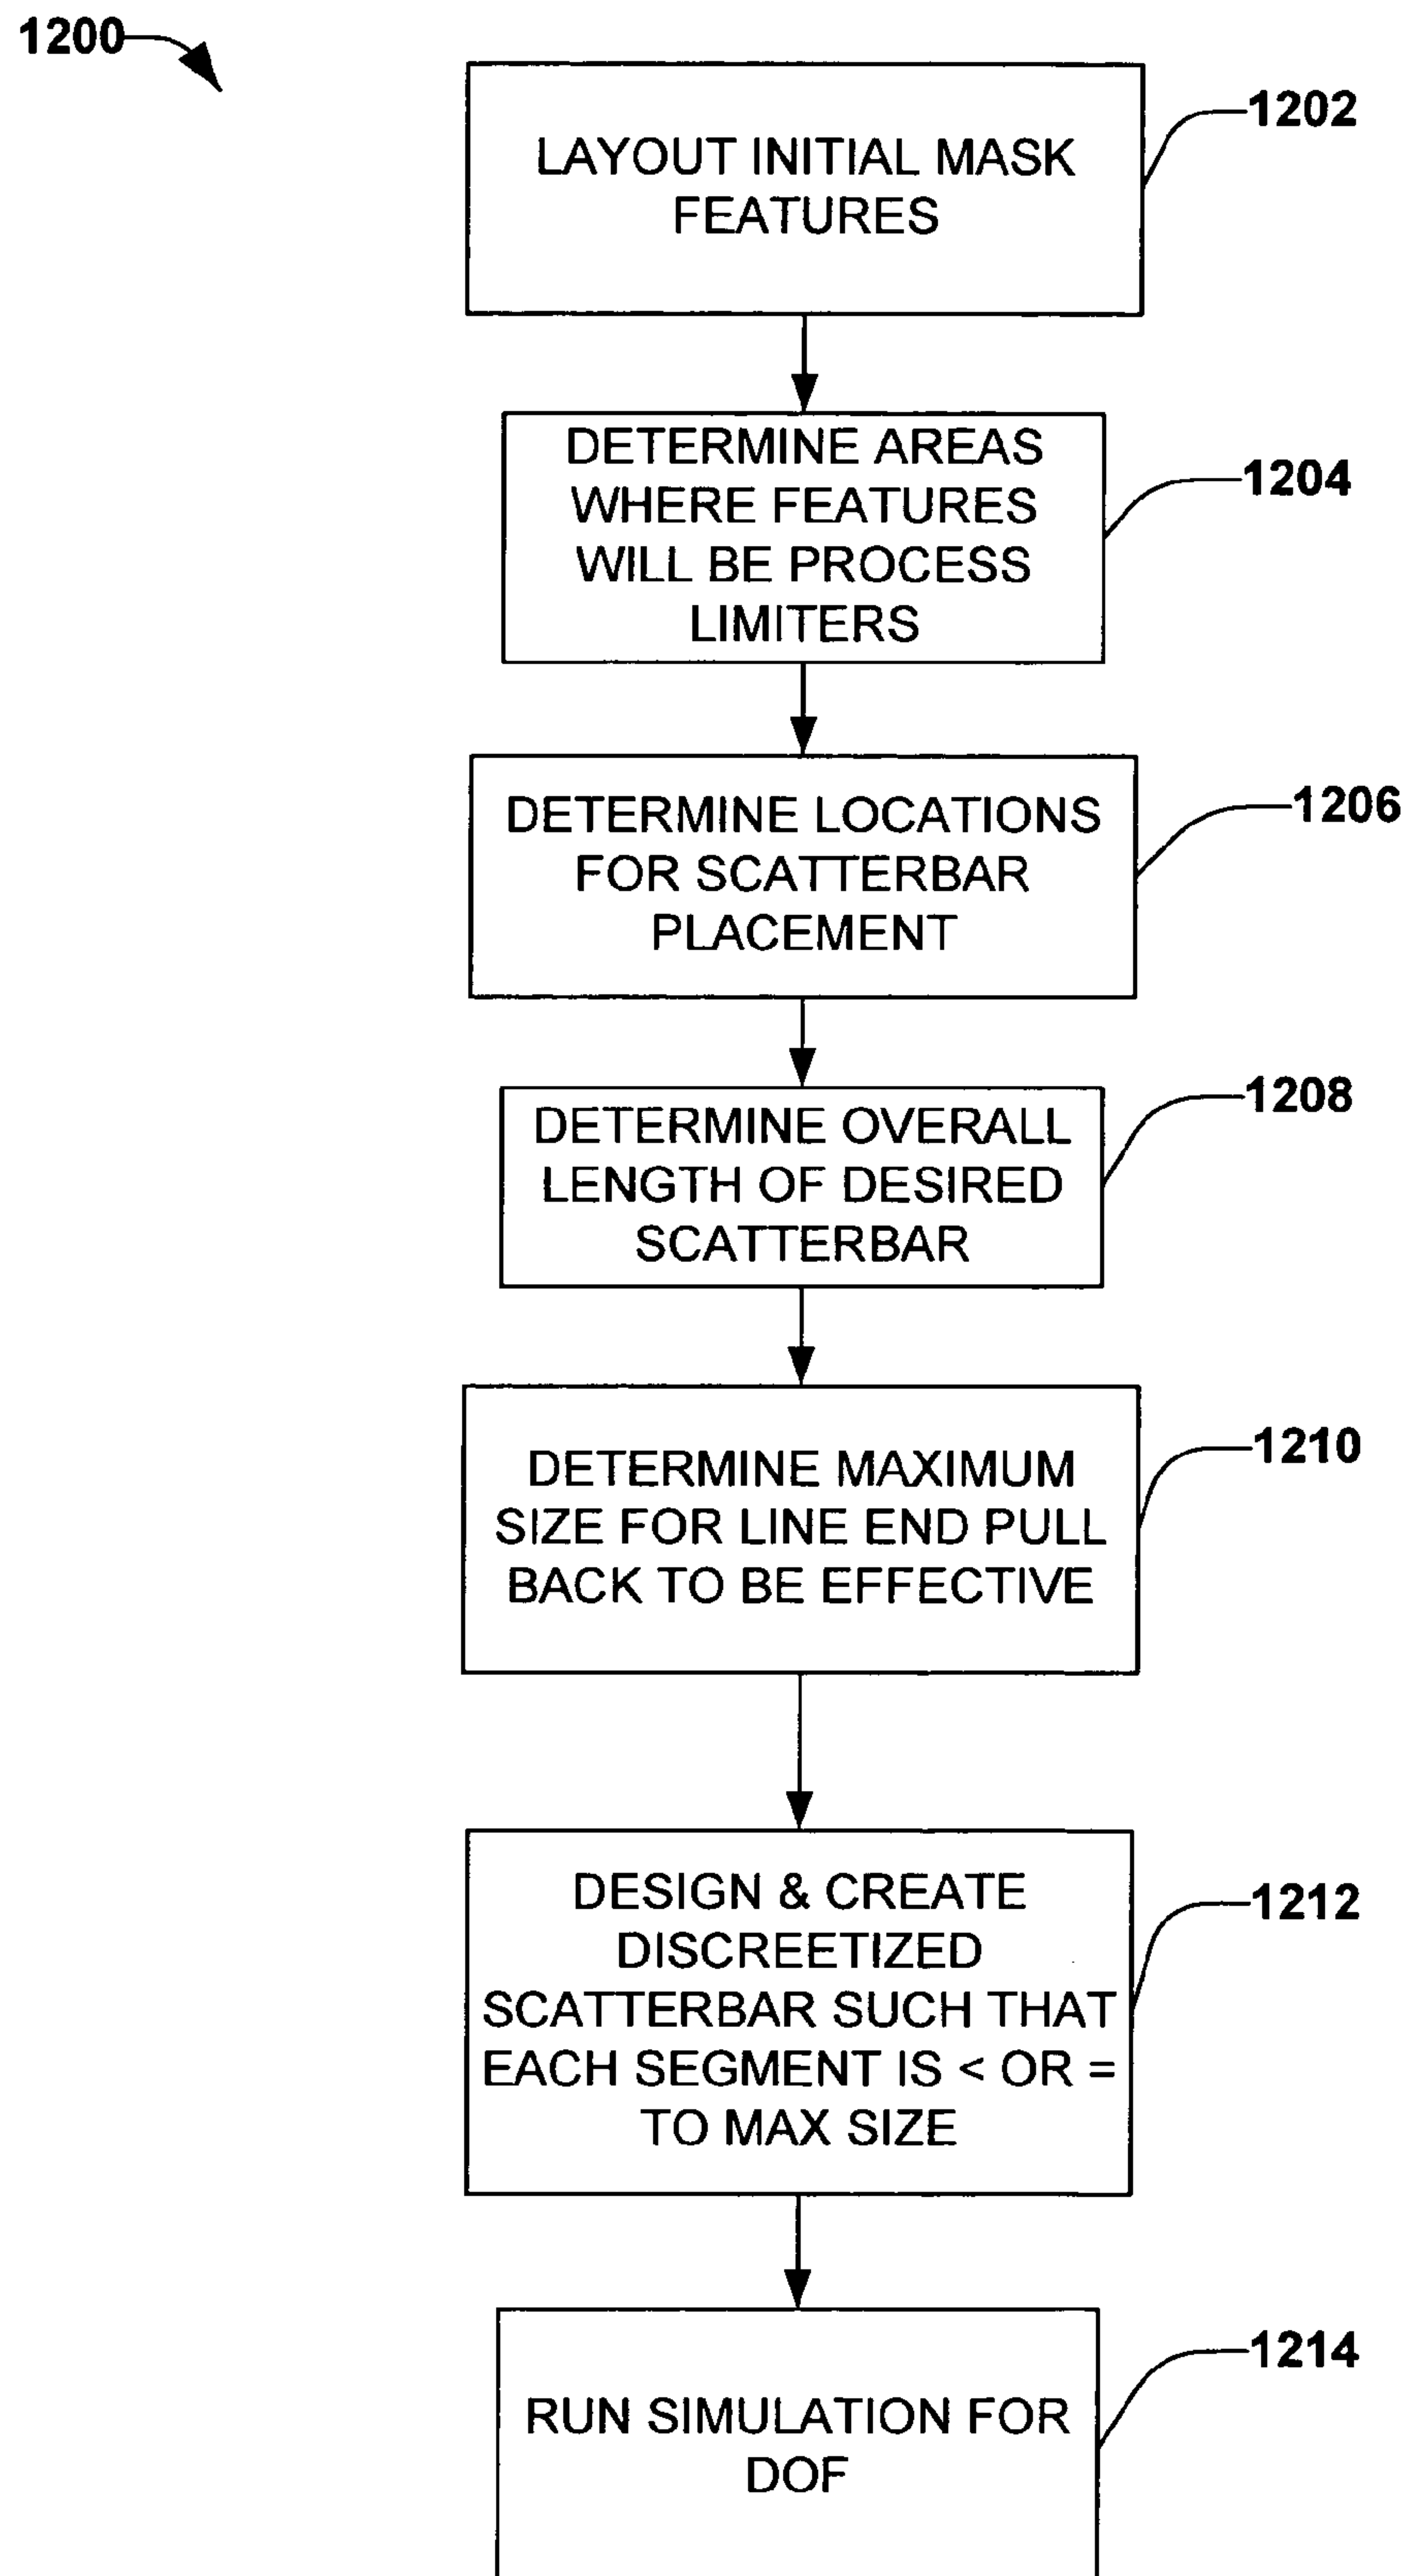 1200
LAYOUT INITIAL MASK
FEATURES
1202
DETERMINE AREAS
WHERE FEATURES
WILL BE PROCESS
LIMITERS
1204
DETERMINE LOCATIONS
FOR SCATTERBAR
PLACEMENT
1206
DETERMINE OVERALL
LENGTH OF DESIRED
SCATTERBAR
1208
DETERMINE MAXIMUM
SIZE FOR LINE END PULL
BACK TO BE EFFECTIVE
1210
DESIGN & CREATE
DISCREETIZED
SCATTERBAR SUCH THAT
EACH SEGMENT IS < OR =
TO MAX SIZE
1212
RUN SIMULATION FOR
DOF
1214